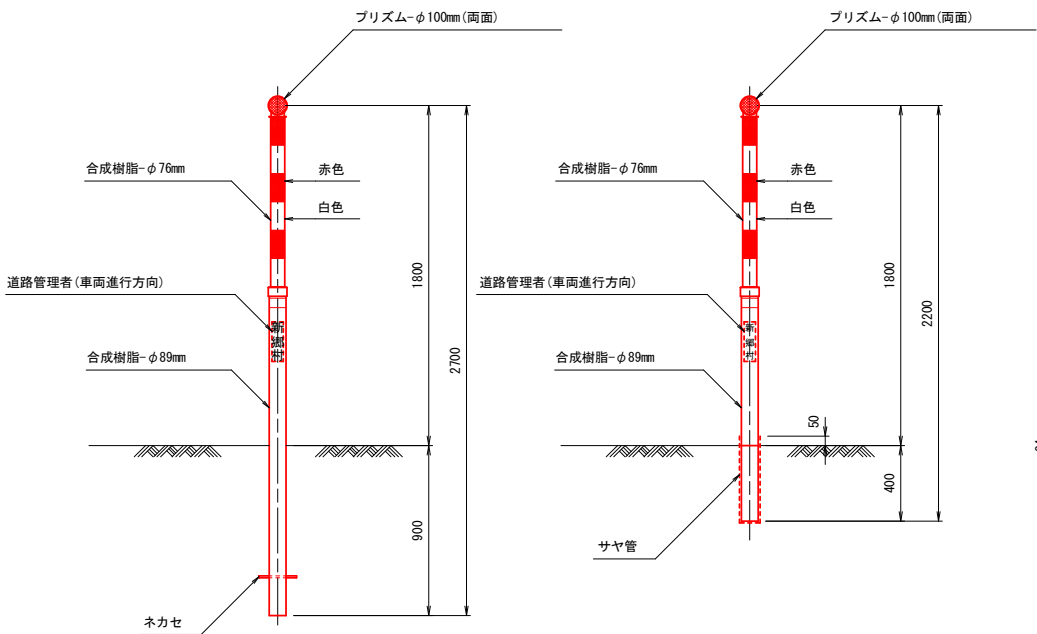 プリズム-φ100mm(両面)
合成樹脂-φ76mm
赤色
白色
道路管理者(車両進行方向)
合成樹脂-φ89mm
1800
2700
900
ネカセ
プリズム-φ100mm(両面)
合成樹脂-φ76mm
赤色
白色
道路管理者(車両進行方向)
合成樹脂-φ89mm
1800
2200
50
400
サヤ管